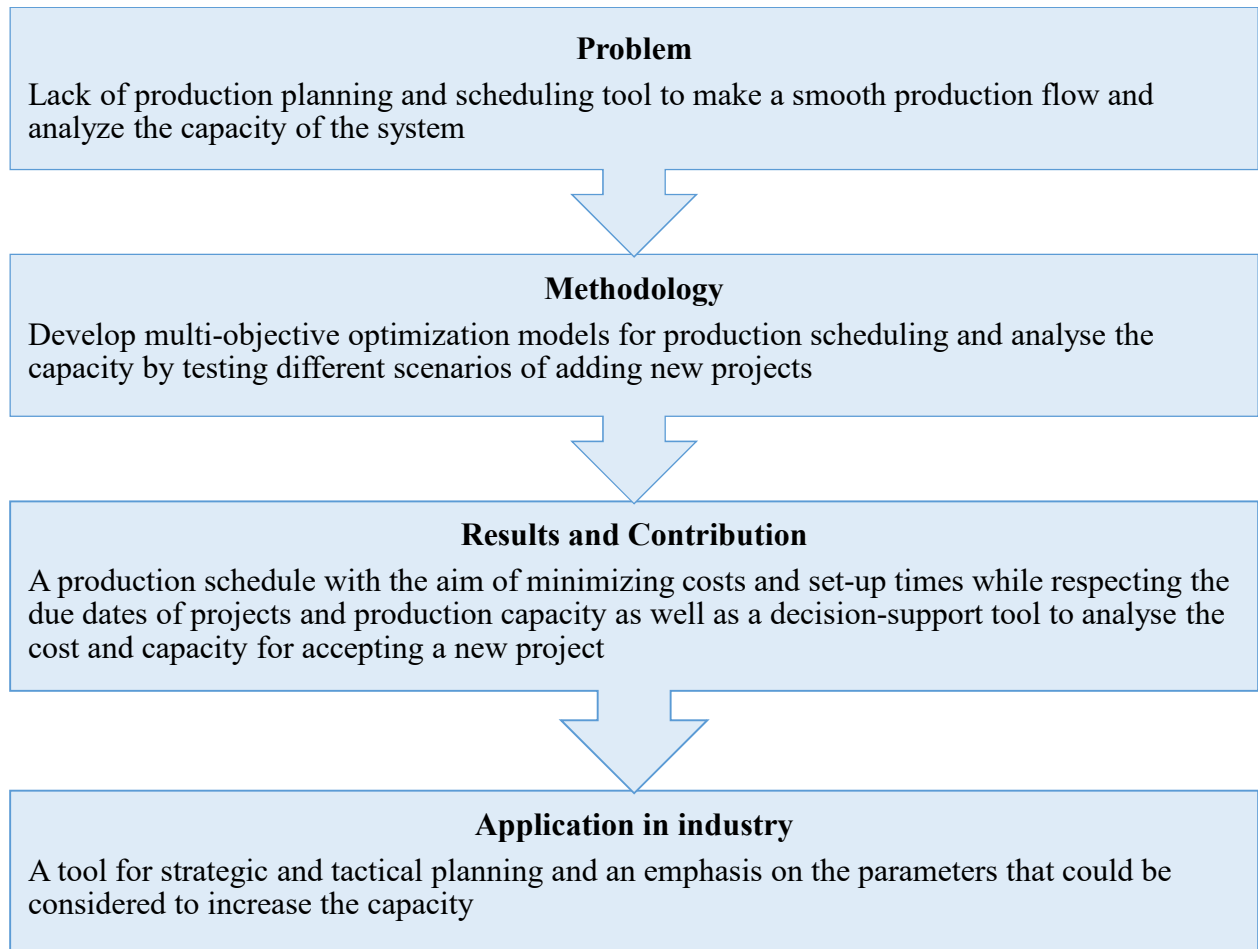 Problem
Lack of production planning and scheduling tool to make a smooth production flow and
analyze the capacity of the system
Methodology
Develop multi-objective optimization models for production scheduling and analyse the
capacity by testing different scenarios of adding new projects
Results and Contribution
A production schedule with the aim of minimizing costs and set-up times while respecting the
due dates of projects and production capacity as well as a decision-support tool to analyse the
cost and capacity for accepting a new project
Application in industry
A tool for strategic and tactical planning and an emphasis on the parameters that could be
considered to increase the capacity